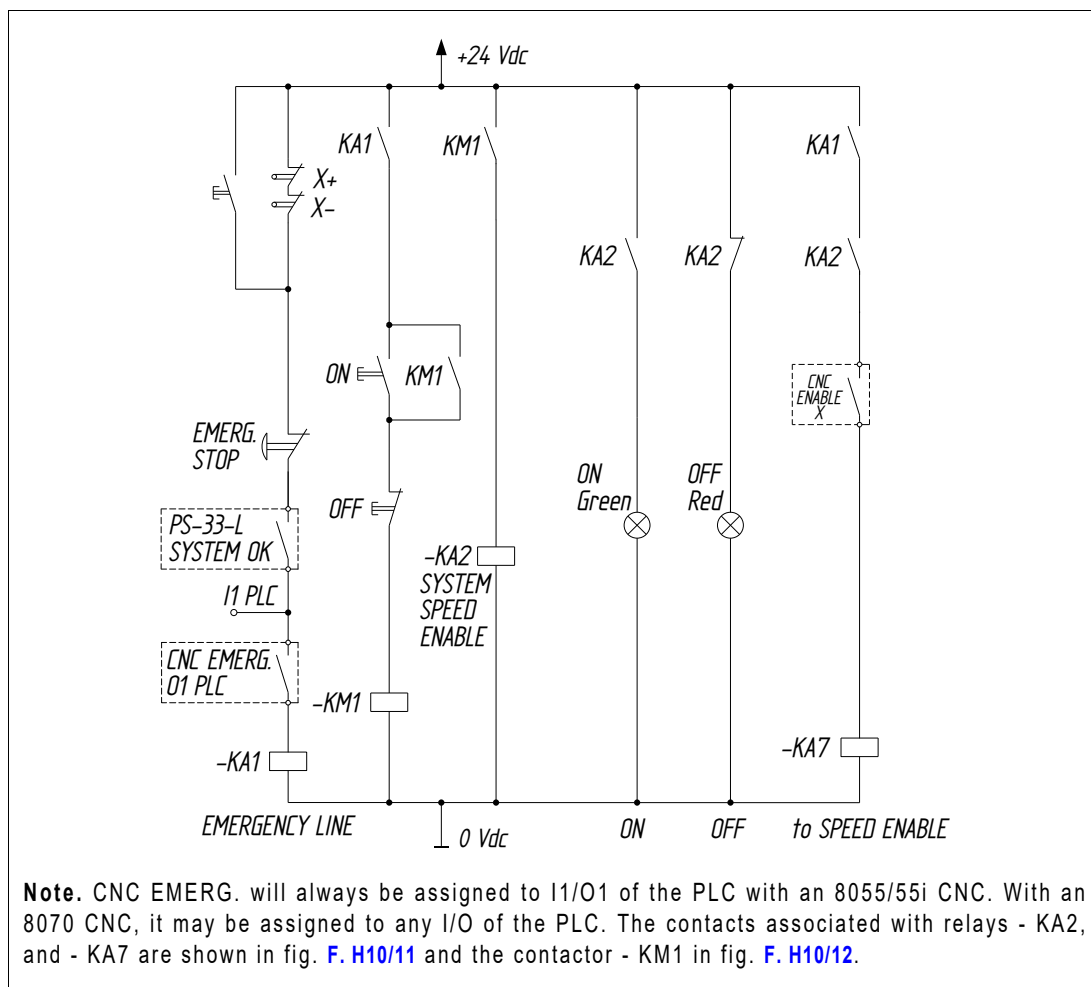 +24 Vdc
KA1
KM1
KA1
X+
X-
KA2
KA2
KA2
ON
KM1
CNC
ENABLE
X
EMERG.
STOP
ON
Green
OFF
Red
OFF
PS-33-L
SYSTEM OK
-KA2
SYSTEM
SPEED
ENABLE
I1 PLC
CNC EMERG.
O1 PLC
-KM1
-KA1
-KA7
EMERGENCY LINE
0 Vdc
ON
OFF
to SPEED ENABLE
Note. CNC EMERG. will always be assigned to I1/O1 of the PLC with an 8055/55i CNC. With an
8070 CNC, it may be assigned to any I/O of the PLC. The contacts associated with relays - KA2,
and - KA7 are shown in fig. F. H10/11 and the contactor - KM1 in fig. F. H10/12.